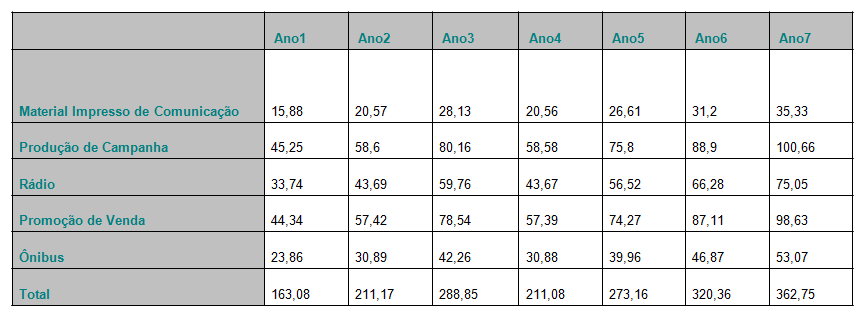 Ano1 Ano2 Ano3 Ano4 Ano5 Ano6 Ano7
Material Impresso de Comunicação 15,88 20,57 28,13 20,56 26,61 31,2 35,33
Produção de Campanha 45,25 58,6 80,16 58,58 75,8 88,9 100,66
Rádio 33,74 43,69 59,76 43,67 56,52 66,28 75,05
Promoção de Venda 44,34 57,42 78,54 57,39 74,27 87,11 98,63
Ônibus 23,86 30,89 42,26 30,88 39,96 46,87 53,07
Total 163,08 211,17 288,85 211,08 273,16 320,36 362,75